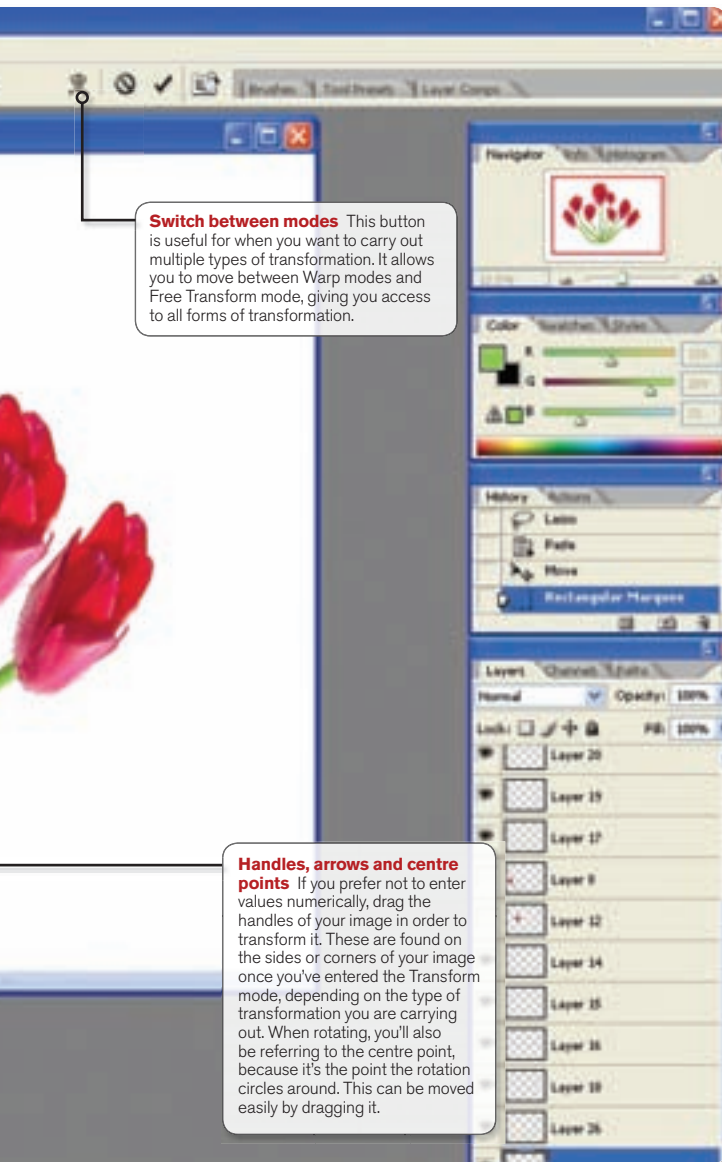 Brushes Tool Presets Layer Comps
Navigator Info Histogram
Switch between modes This button
is useful for when you want to carry out
multiple types of transformation. It allows
you to move between Warp modes and
Free Transform mode, giving you access
to all forms of transformation.
Color Swatches Styles
R
G
B
History Actions
Lasso
Fade
Move
Rectangular Marquee
Layers Channels Paths
Normal Opacity: 100%
Lock: Fill: 100%
Layer 20
Layer 19
Layer 17
Layer 9
Layer 12
Layer 14
Layer 15
Layer 16
Layer 18
Layer 26
Handles, arrows and centre
points If you prefer not to enter
values numerically, drag the
handles of your image in order to
transform it. These are found on
the sides or corners of your image
once you've entered the Transform
mode, depending on the type of
transformation you are carrying
out. When rotating, you'll also
be referring to the centre point,
because it's the point the rotation
circles around. This can be moved
easily by dragging it.